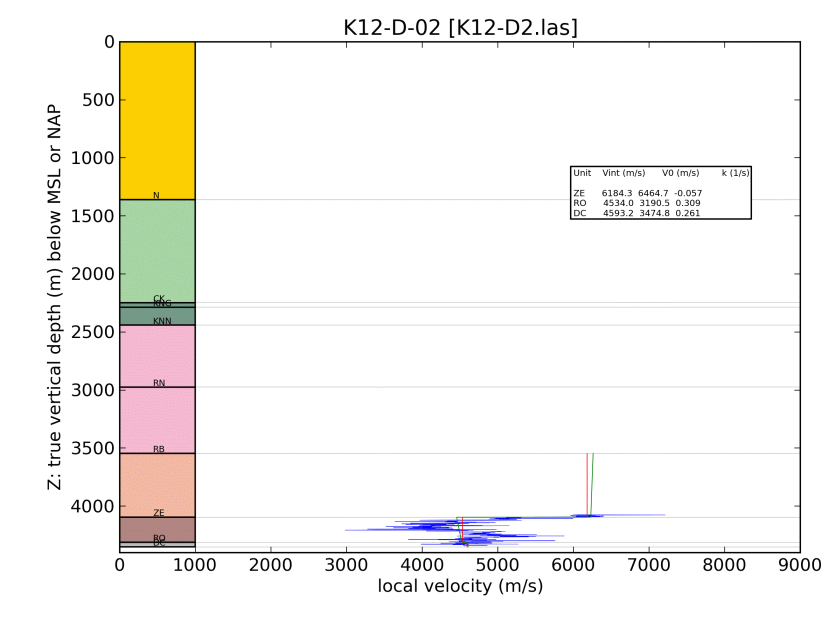 K12-D-02 [K12-D2.las]
0
500
1000
1500
2000
2500
3000
3500
4000
Z: true vertical depth (m) below MSL or NAP
N
CK
KNG
KNN
RN
RB
ZE
RO
DC
Unit Vint (m/s) V0 (m/s) k (1/s)
ZE 6184.3 6464.7 -0.057
RO 4534.0 3190.5 0.309
DC 4593.2 3474.8 0.261
0 1000 2000 3000 4000 5000 6000 7000 8000 9000
local velocity (m/s)